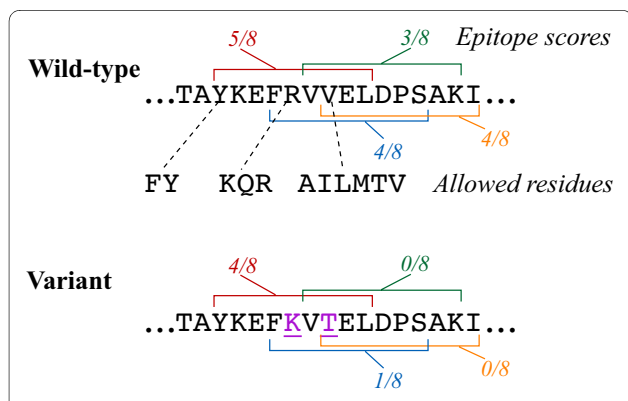 5/8 3/8 Epitope scores
Wild-type
...TAYKEFRVVELDPSAKI...
4/8 4/8
FY KQR AILMTV Allowed residues
4/8 0/8
Variant
...TAYKEFKVTELDPSAKI...
1/8 0/8